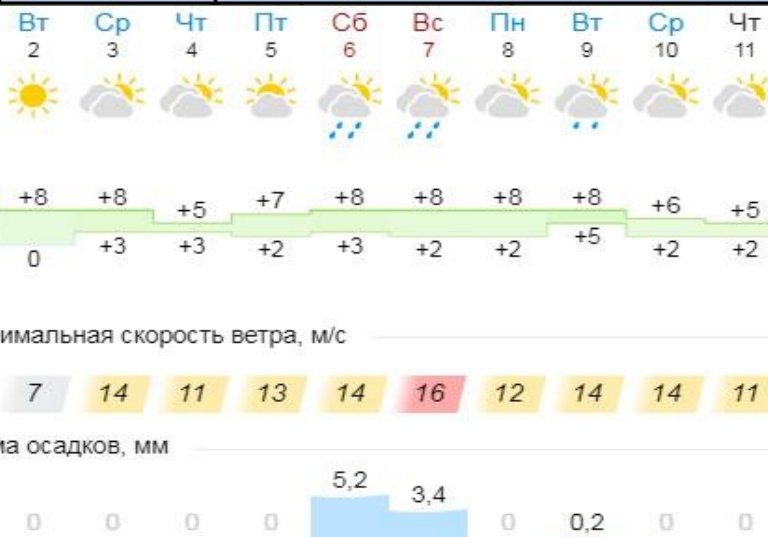 Вт Ср Чт Пт Сб Вс Пн Вт Ср Чт
2 3 4 5 6 7 8 9 10 11
+8 +8 +5 +7 +8 +8 +8 +8 +6 +5
0 +3 +3 +2 +3 +2 +2 +5 +2 +2
имальная скорость ветра, м/с
7 14 11 13 14 16 12 14 14 11
ма осадков, мм
0 0 0 0 5,2 3,4 0 0,2 0 0